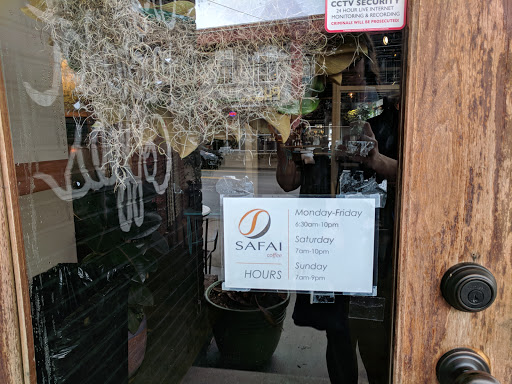 CCTV SECURITY
24 HOUR LIVE INTERNET
MONITORING & RECORDING
CRIMINALS WILL BE PROSECUTED
SAFAI
coffee
HOURS
Monday-Friday
6:30am-10pm
Saturday
7am-10pm
Sunday
7am-9pm